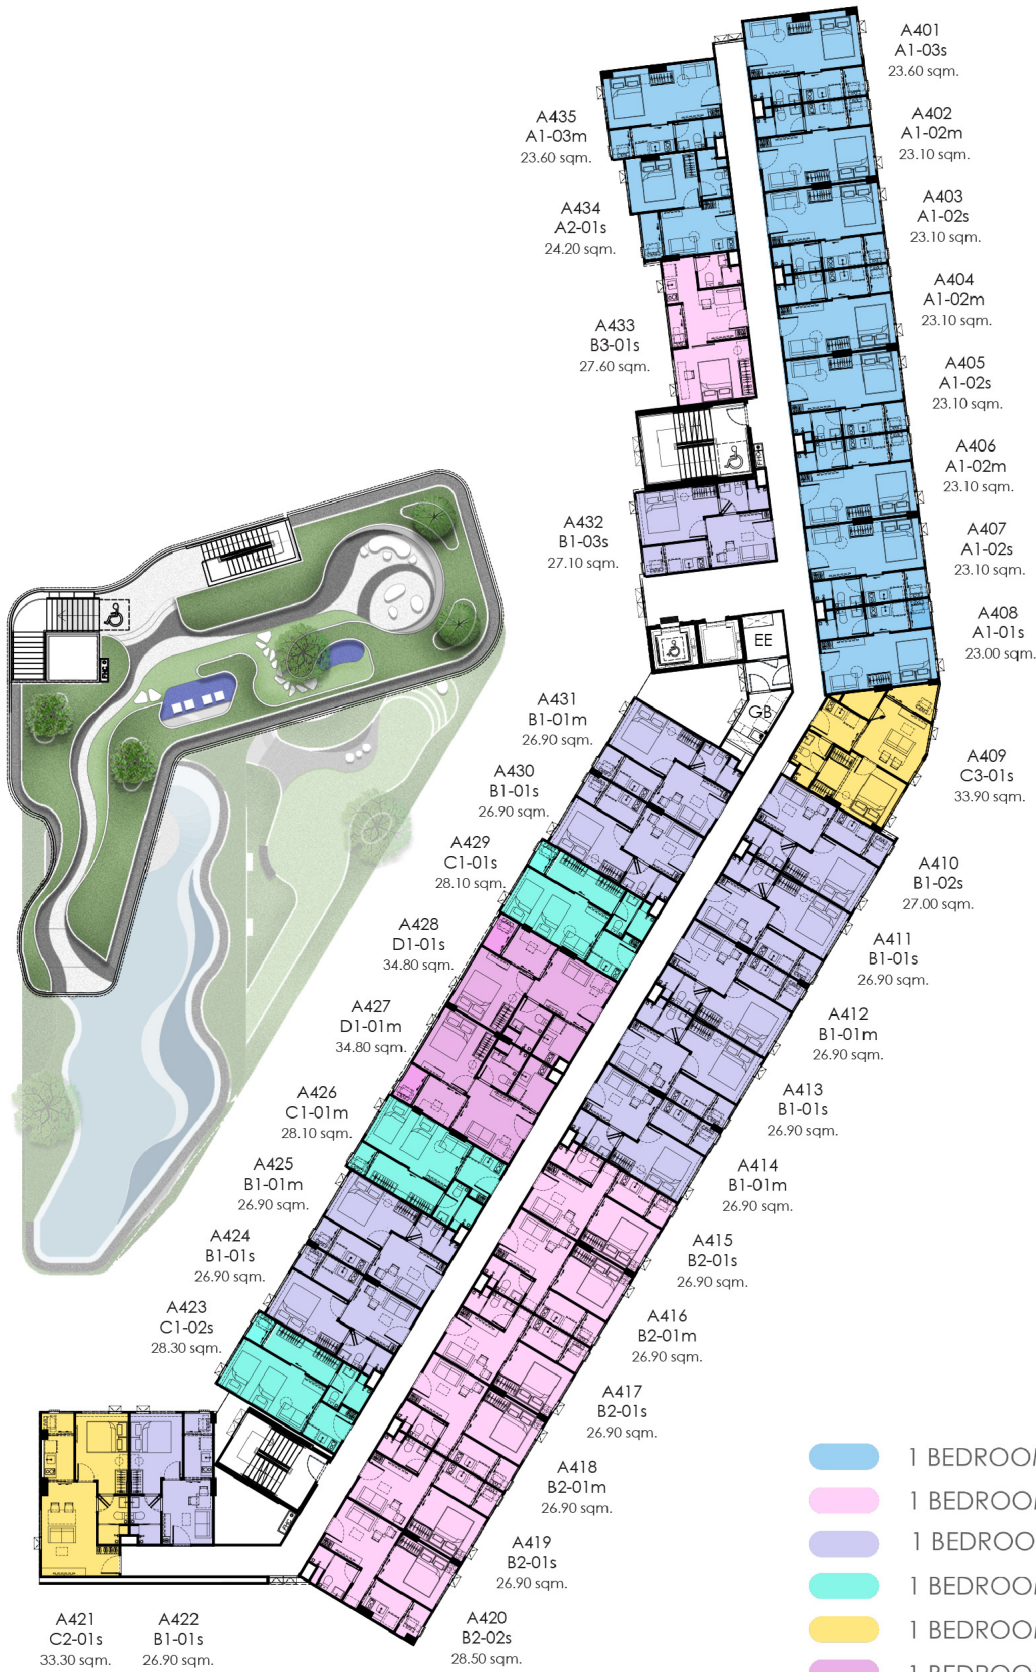 A401
A1-03s
23.60 sqm.
A402
A1-02m
23.10 sqm.
A403
A1-02s
23.10 sqm.
A404
A1-02m
23.10 sqm.
A405
A1-02s
23.10 sqm.
A406
A1-02m
23.10 sqm.
A407
A1-02s
23.10 sqm.
A408
A1-01s
23.00 sqm.
A409
C3-01s
33.90 sqm.
A410
B1-02s
27.00 sqm.
A411
B1-01s
26.90 sqm.
A412
B1-01m
26.90 sqm.
A413
B1-01s
26.90 sqm.
A414
B1-01m
26.90 sqm.
A415
B2-01s
26.90 sqm.
A416
B2-01m
26.90 sqm.
A417
B2-01s
26.90 sqm.
A418
B2-01m
26.90 sqm.
A419
B2-01s
26.90 sqm.
A420
B2-02s
28.50 sqm.
A421
C2-01s
33.30 sqm.
A422
B1-01s
26.90 sqm.
A423
C1-02s
28.30 sqm.
A424
B1-01s
26.90 sqm.
A425
B1-01m
26.90 sqm.
A426
C1-01m
28.10 sqm.
A427
D1-01m
34.80 sqm.
A428
D1-01s
34.80 sqm.
A429
C1-01s
28.10 sqm.
A430
B1-01s
26.90 sqm.
A431
B1-01m
26.90 sqm.
A432
B1-03s
27.10 sqm.
A433
B3-01s
27.60 sqm.
A434
A2-01s
24.20 sqm.
A435
A1-03m
23.60 sqm.
EE
GB
1 BEDROOM
1 BEDROOM
1 BEDROO
1 BEDROOM
1 BEDROOM
1 BEDROOM